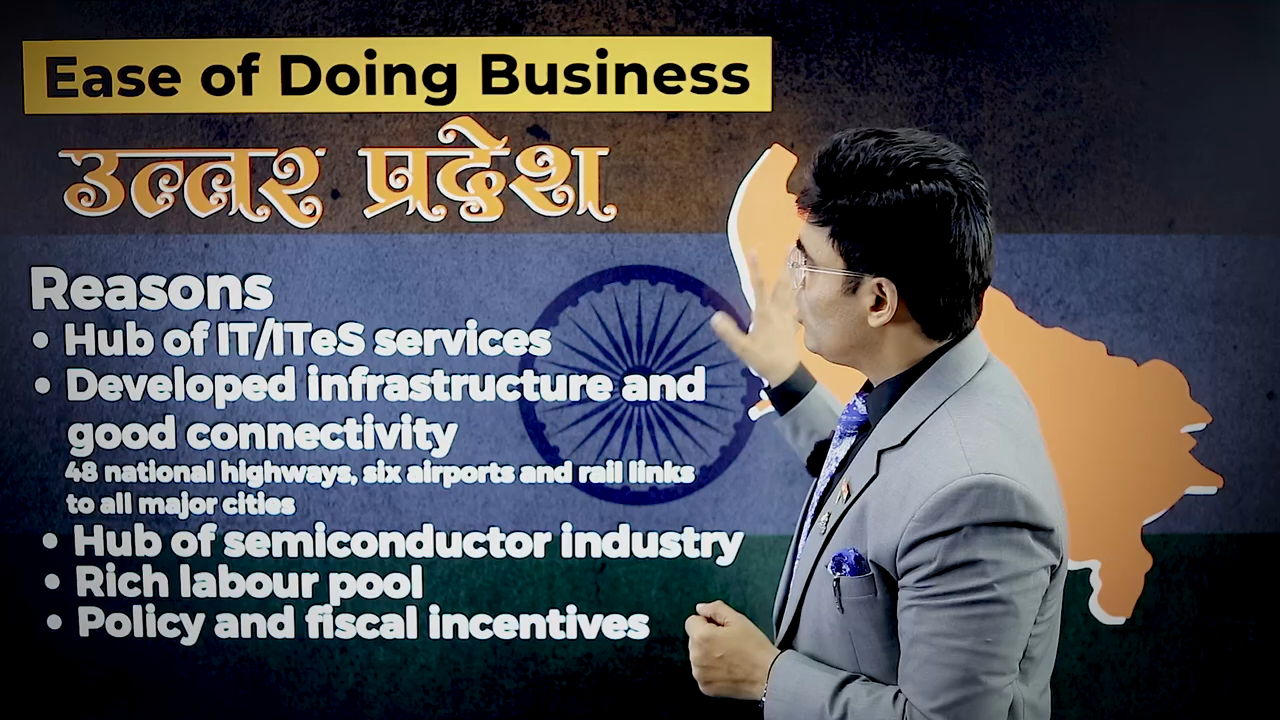 Ease of Doing Business
उत्तर प्रदेश
Reasons
• Hub of IT/ITeS services
• Developed infrastructure and
good connectivity
48 national highways, six airports and rail links
to all major cities
• Hub of semiconductor industry
• Rich labour pool
• Policy and fiscal incentives